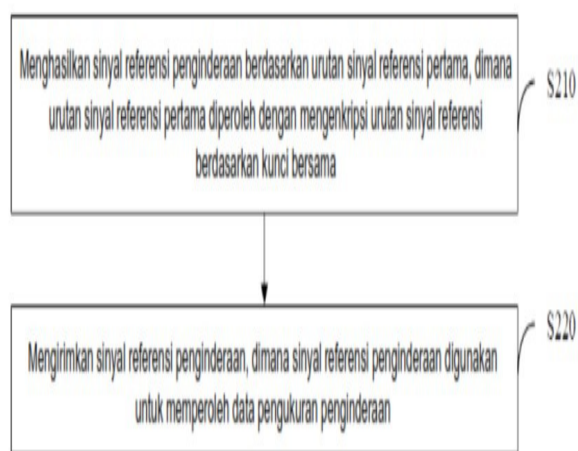 Menghasilkan sinyal referensi penginderaan berdasarkan urutan sinyal referensi pertama, dimana
urutan sinyal referensi pertama diperoleh dengan mengenkripsi urutan sinyal referensi
berdasarkan kunci bersama
S210
Mengirimkan sinyal referensi penginderaan, dimana sinyal referensi penginderaan digunakan
untuk memperoleh data pengukuran penginderaan
S220